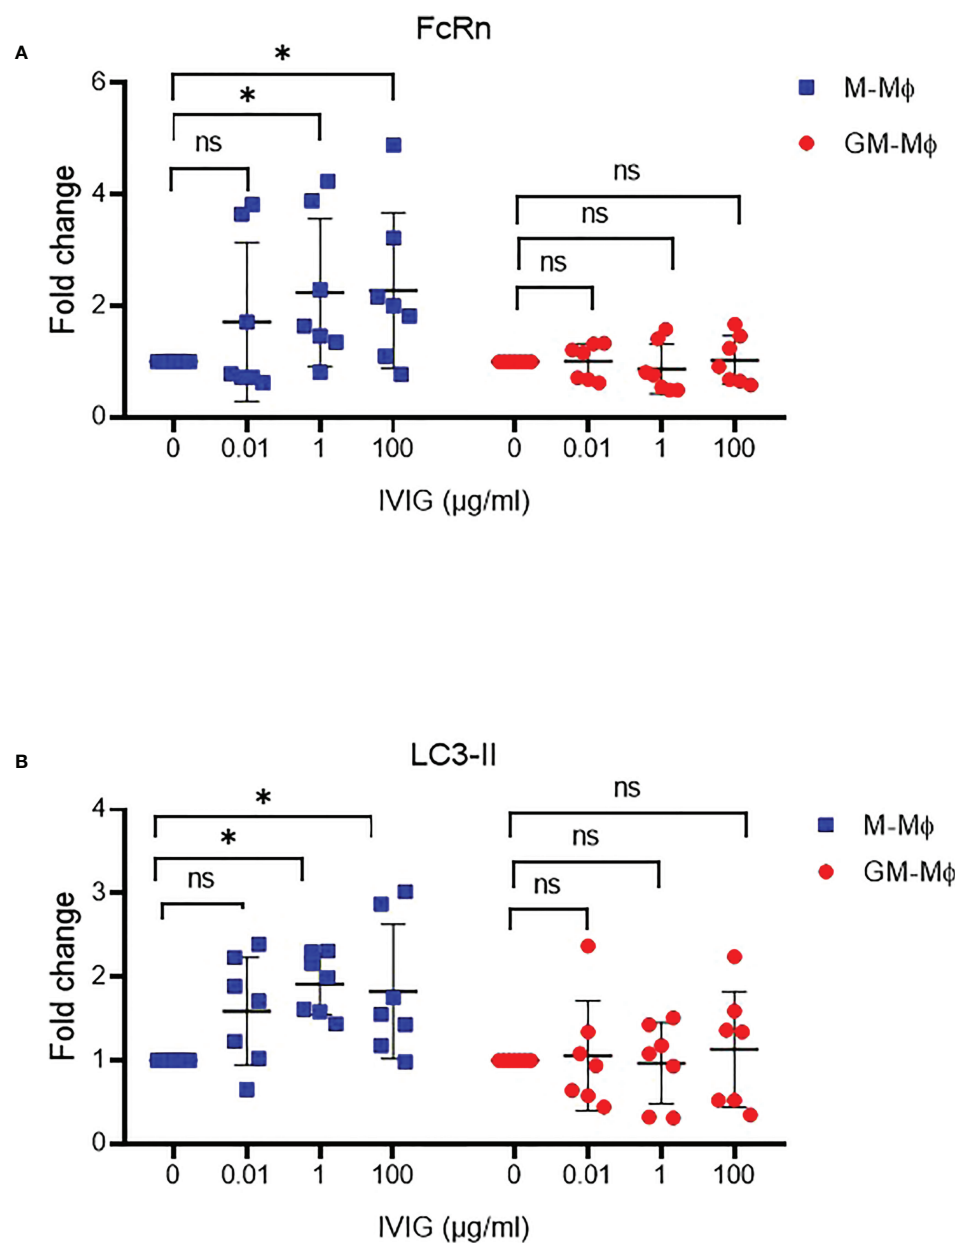 A
FcRn
6
4
2
0
Fold change
*
*
ns
ns
ns
ns
M-Mϕ
GM-Mϕ
0 0.01 1 100 0 0.01 1 100
IVIG (μg/ml)
B
LC3-II
4
3
2
1
0
Fold change
*
*
ns
ns
ns
ns
M-Mϕ
GM-Mϕ
0 0.01 1 100 0 0.01 1 100
IVIG (μg/ml)